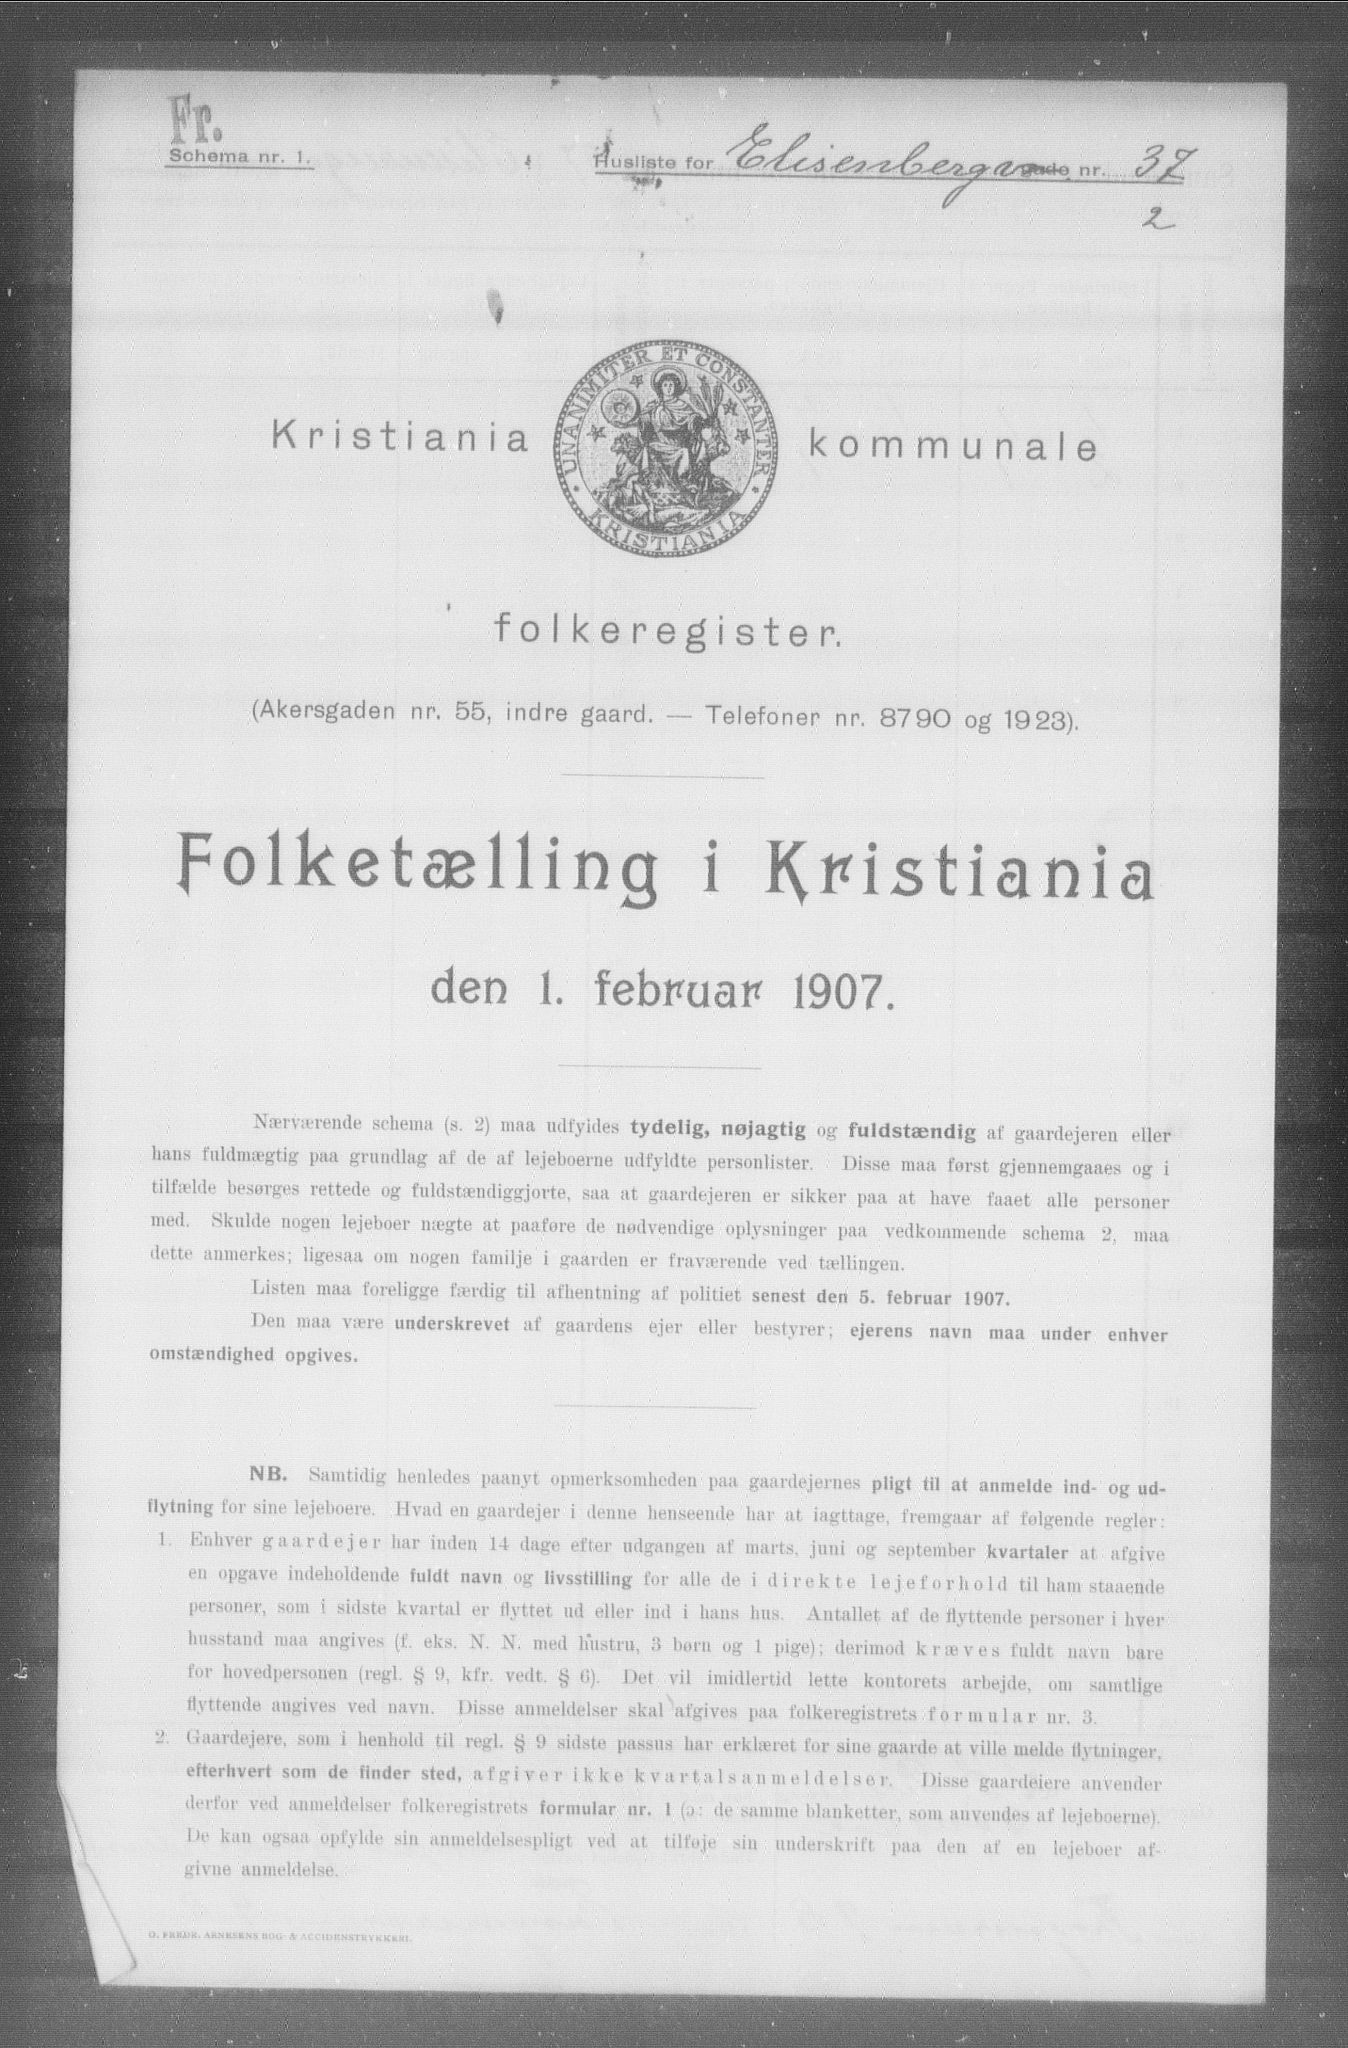 Fr.
Schema nr. 1.
Husliste for Elisenbergv gade nr. 37
2
UNANIMITER ET CONSTANTER
KRISTIANIA
Kristiania kommunale
folkeregister.
(Akersgaden nr. 55, indre gaard. — Telefoner nr. 8790 og 1923).
Folketælling i Kristiania
den 1. februar 1907.
Nærværende schema (s. 2) maa udfyldes tydelig, nøjagtig og fuldstændig af gaardejeren eller
hans fuldmægtig paa grundlag af de af lejeboerne udfyldte personlister. Disse maa først gjennemgaaes og i
tilfælde besørges rettede og fuldstændiggjorte, saa at gaardejeren er sikker paa at have faaet alle personer
med. Skulde nogen lejeboer nægte at paaføre de nødvendige oplysninger paa vedkommende schema 2, maa
dette anmerkes; ligesaa om nogen familje i gaarden er fraværende ved tællingen.
Listen maa foreligge færdig til afhentning af politiet senest den 5. februar 1907.
Den maa være underskrevet af gaardens ejer eller bestyrer; ejerens navn maa under enhver
omstændighed opgives.
NB. Samtidig henledes paanyt opmerksomheden paa gaardejernes pligt til at anmelde ind- og ud-
flytning for sine lejeboere. Hvad en gaardejer i denne henseende har at iagttage, fremgaar af følgende regler:
1. Enhver gaardejer har inden 14 dage efter udgangen af marts, juni og september kvartaler at afgive
en opgave indeholdende fuldt navn og livsstilling for alle de i direkte lejeforhold til ham staaende
personer, som i sidste kvartal er flyttet ud eller ind i hans hus. Antallet af de flyttende personer i hver
husstand maa angives (f. eks. N. N. med hustru, 3 børn og 1 pige); derimod kræves fuldt navn bare
for hovedpersonen (regl. § 9, kfr. vedt. § 6). Det vil imidlertid lette kontorets arbejde, om samtlige
flyttende angives ved navn. Disse anmeldelser skal afgives paa folkeregistrets formular nr. 3.
2. Gaardejere, som i henhold til regl. § 9 sidste passus har erklæret for sine gaarde at ville melde flytninger,
efterhvert som de finder sted, afgiver ikke kvartalsanmeldelser. Disse gaardeiere anvender
derfor ved anmeldelser folkeregistrets formular nr. 1 (ɔ: de samme blanketter, som anvendes af lejeboerne).
De kan ogsaa opfylde sin anmeldelsespligt ved at tilføje sin underskrift paa den af en lejeboer af-
givne anmeldelse.
O. FREDR. ARNESENS BOG- & ACCIDENSTRYKKERI.